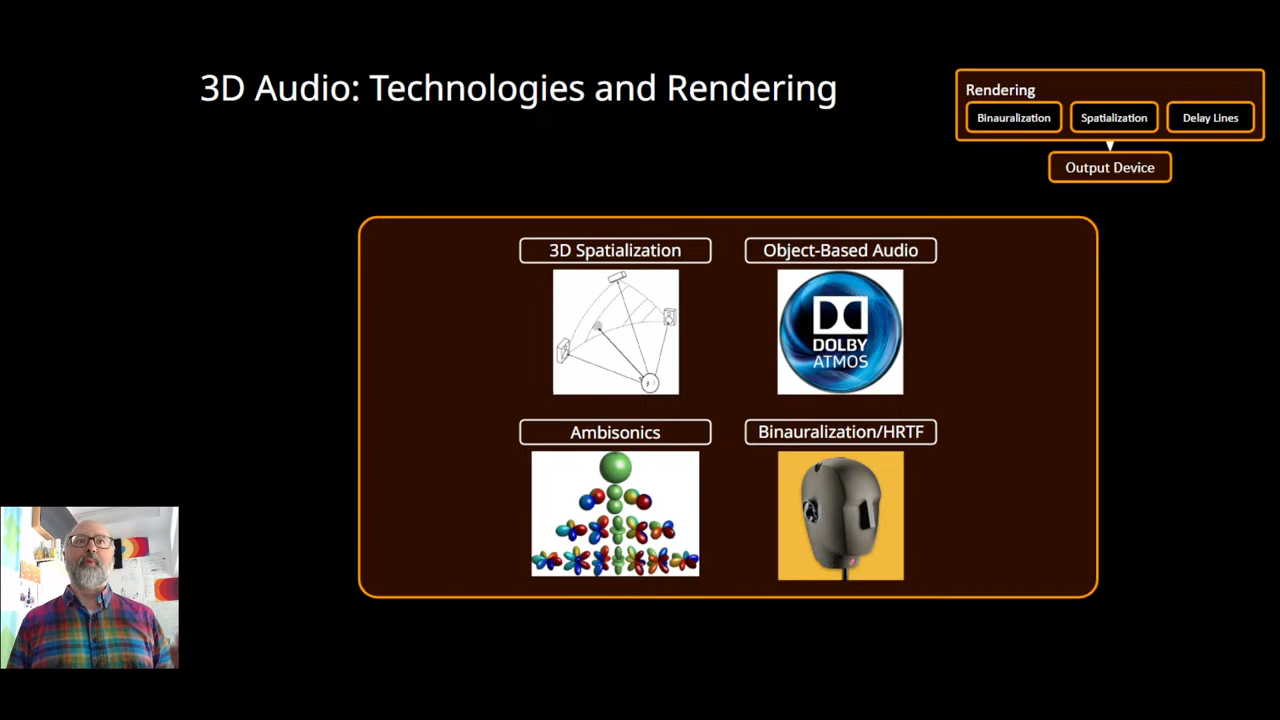 3D Audio: Technologies and Rendering
Rendering
Binauralization
Spatialization
Delay Lines
Output Device
3D Spatialization
Object-Based Audio
DOLBY
ATMOS
Ambisonics
Binauralization/HRTF